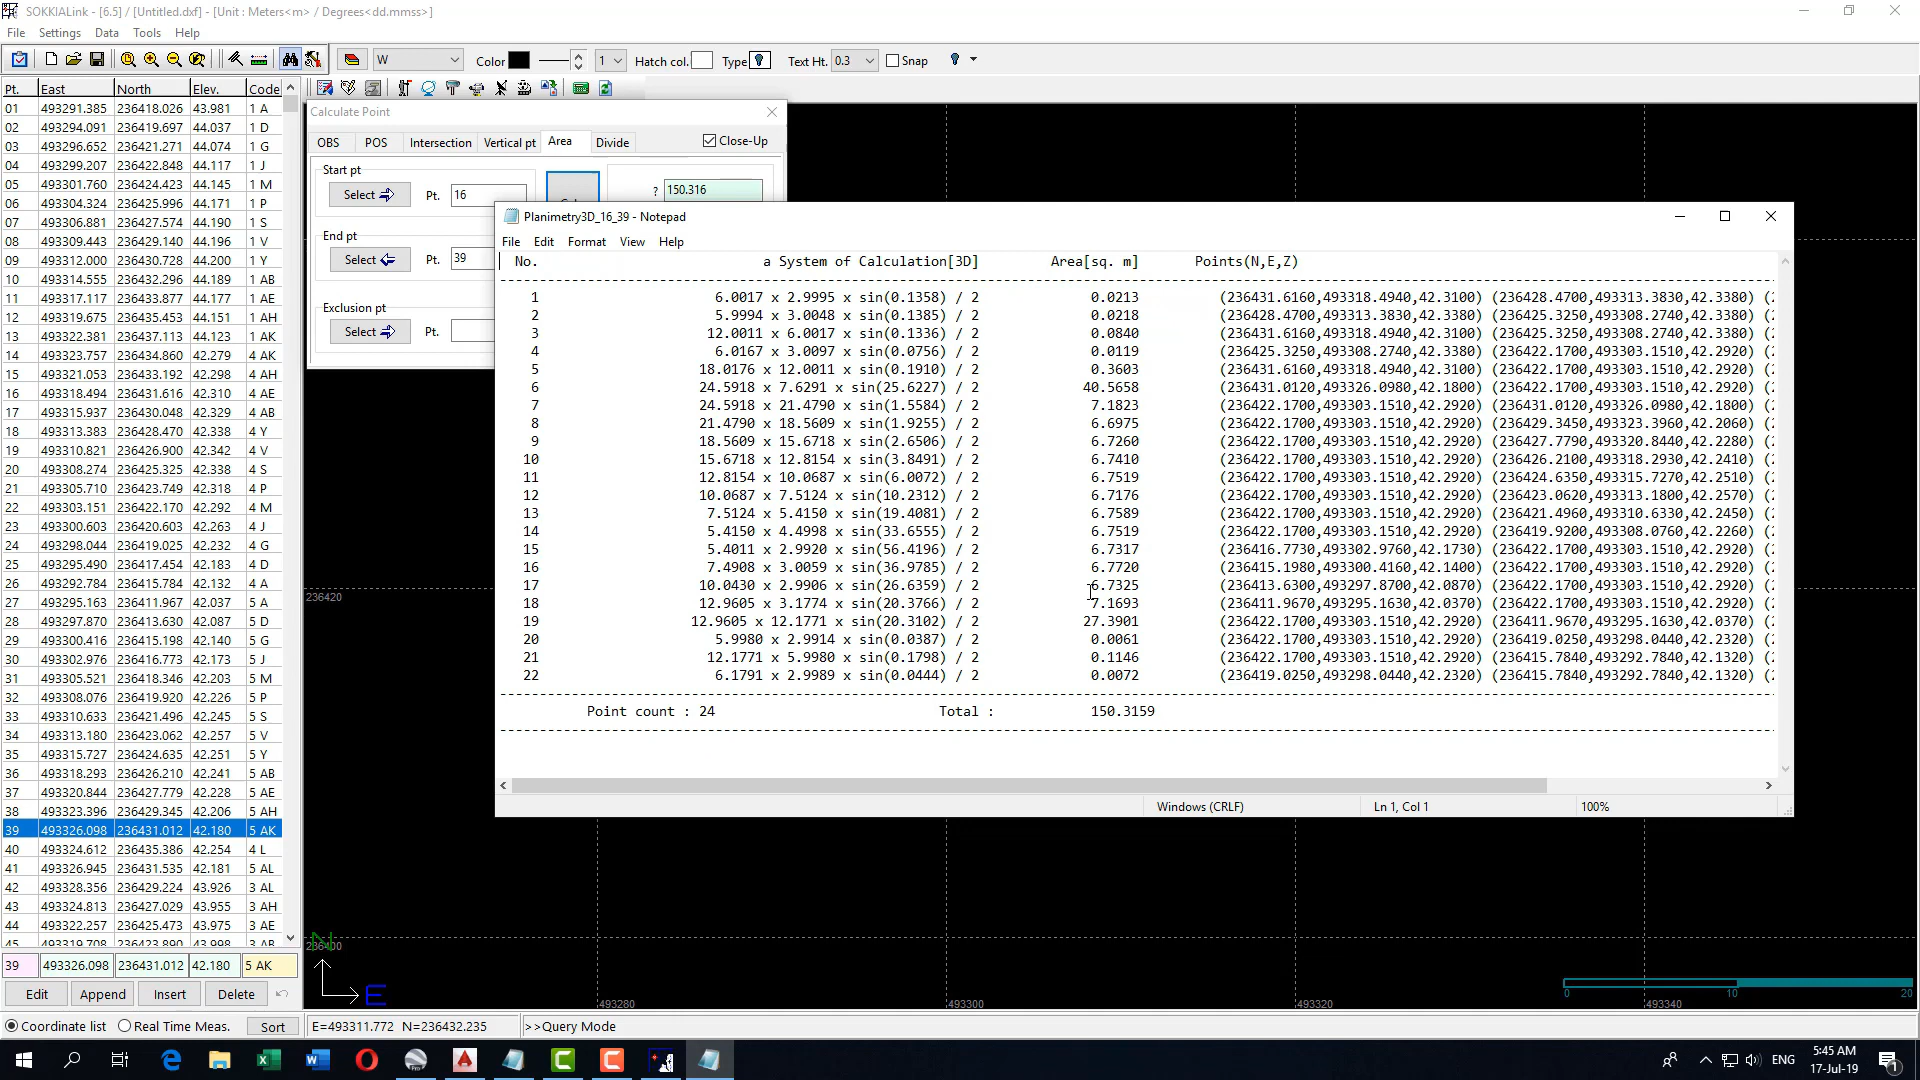 SOKKIALink - [6.5] / [Untitled.dxf] - [Unit : Meters<m> / Degrees<dd.mmss>]
File Settings Data Tools Help
W Color 1 Hatch col. Type Text Ht. 0.3 Snap
Pt. East North Elev. Code
01 493291.385 236418.026 43.981 1 A
02 493294.091 236419.697 44.037 1 D
03 493296.652 236421.271 44.074 1 G
04 493299.207 236422.848 44.117 1 J
05 493301.760 236424.423 44.145 1 M
06 493304.324 236425.996 44.171 1 P
07 493306.881 236427.574 44.190 1 S
08 493309.443 236429.140 44.196 1 V
09 493312.000 236430.728 44.200 1 Y
10 493314.555 236432.296 44.189 1 AB
11 493317.117 236433.877 44.177 1 AE
12 493319.675 236435.453 44.151 1 AH
13 493322.381 236437.113 44.123 1 AK
14 493323.757 236434.860 42.279 4 AK
15 493321.053 236433.192 42.298 4 AH
16 493318.494 236431.616 42.310 4 AE
17 493315.937 236430.048 42.329 4 AB
18 493313.383 236428.470 42.338 4 Y
19 493310.821 236426.900 42.342 4 V
20 493308.274 236425.325 42.338 4 S
21 493305.710 236423.749 42.318 4 P
22 493303.151 236422.170 42.292 4 M
23 493300.603 236420.603 42.263 4 J
24 493298.044 236419.025 42.232 4 G
25 493295.490 236417.454 42.183 4 D
26 493292.784 236415.784 42.132 4 A
27 493295.163 236411.967 42.037 5 A
28 493297.870 236413.630 42.087 5 D
29 493300.416 236415.198 42.140 5 G
30 493302.976 236416.773 42.173 5 J
31 493305.521 236418.346 42.203 5 M
32 493308.076 236419.920 42.226 5 P
33 493310.633 236421.496 42.245 5 S
34 493313.180 236423.062 42.257 5 V
35 493315.727 236424.635 42.251 5 Y
36 493318.293 236426.210 42.241 5 AB
37 493320.844 236427.779 42.228 5 AE
38 493323.396 236429.345 42.206 5 AH
39 493326.098 236431.012 42.180 5 AK
40 493324.612 236435.386 42.254 4 L
41 493326.945 236432.531 42.181 5 AL
42 493328.356 236429.224 43.926 3 AL
43 493324.813 236427.029 43.955 3 AH
44 493322.257 236425.473 43.975 3 AE
45 493319.708 236423.890 43.998 3 AB
39 493326.098 236431.012 42.180 5 AK
Edit Append Insert Delete
Coordinate list Real Time Meas. Sort
Calculate Point
OBS POS Intersection Vertical pt Area Divide Close-Up
Start pt
Select Pt. 16 ? 150.316
End pt
Select Pt. 39
Exclusion pt
Select Pt.
Planimetry3D_16_39 - Notepad
File Edit Format View Help
No. a System of Calculation[3D] Area[sq. m] Points(N,E,Z)
1 6.0017 x 2.9995 x sin(0.1358) / 2 0.0213 (236431.6160,493318.4940,42.3100) (236428.4700,493313.3830,42.3380) (2
2 5.9994 x 3.0048 x sin(0.1385) / 2 0.0218 (236428.4700,493313.3830,42.3380) (236425.3250,493308.2740,42.3380) (2
3 12.0011 x 6.0017 x sin(0.1336) / 2 0.0840 (236431.6160,493318.4940,42.3100) (236425.3250,493308.2740,42.3380) (2
4 6.0167 x 3.0097 x sin(0.0756) / 2 0.0119 (236425.3250,493308.2740,42.3380) (236422.1700,493303.1510,42.2920) (2
5 18.0176 x 12.0011 x sin(0.1910) / 2 0.3603 (236431.6160,493318.4940,42.3100) (236422.1700,493303.1510,42.2920) (2
6 24.5918 x 7.6291 x sin(25.6227) / 2 40.5658 (236431.0120,493326.0980,42.1800) (236431.6160,493318.4940,42.3100) (2
7 24.5918 x 21.4790 x sin(1.5584) / 2 7.1823 (236422.1700,493303.1510,42.2920) (236431.0120,493326.0980,42.1800) (2
8 21.4790 x 18.5609 x sin(1.9255) / 2 6.6975 (236422.1700,493303.1510,42.2920) (236429.3450,493323.3960,42.2060) (2
9 18.5609 x 15.6718 x sin(2.6506) / 2 6.7260 (236422.1700,493303.1510,42.2920) (236427.7790,493320.8440,42.2280) (2
10 15.6718 x 12.8154 x sin(3.8491) / 2 6.7410 (236422.1700,493303.1510,42.2920) (236426.2100,493318.2930,42.2410) (2
11 12.8154 x 10.0687 x sin(6.0072) / 2 6.7519 (236422.1700,493303.1510,42.2920) (236424.6350,493315.7270,42.2510) (2
12 10.0687 x 7.5124 x sin(10.2312) / 2 6.7176 (236422.1700,493303.1510,42.2920) (236423.0620,493313.1800,42.2570) (2
13 7.5124 x 5.4150 x sin(19.4081) / 2 6.7589 (236422.1700,493303.1510,42.2920) (236421.4960,493310.6330,42.2450) (2
14 5.4150 x 4.4998 x sin(33.6555) / 2 6.7519 (236422.1700,493303.1510,42.2920) (236419.9200,493308.0760,42.2260) (2
15 5.4011 x 2.9920 x sin(56.4196) / 2 6.7317 (236416.7730,493302.9760,42.1730) (236422.1700,493303.1510,42.2920) (2
16 7.4908 x 3.0059 x sin(36.9785) / 2 6.7720 (236415.1980,493300.4160,42.1400) (236422.1700,493303.1510,42.2920) (2
17 10.0430 x 2.9906 x sin(26.6359) / 2 6.7325 (236413.6300,493297.8700,42.0870) (236422.1700,493303.1510,42.2920) (2
18 12.9605 x 3.1774 x sin(20.3766) / 2 7.1693 (236411.9670,493295.1630,42.0370) (236422.1700,493303.1510,42.2920) (2
19 12.9605 x 12.1771 x sin(20.3102) / 2 27.3901 (236422.1700,493303.1510,42.2920) (236411.9670,493295.1630,42.0370) (2
20 5.9980 x 2.9914 x sin(0.0387) / 2 0.0061 (236422.1700,493303.1510,42.2920) (236419.0250,493298.0440,42.2320) (2
21 12.1771 x 5.9980 x sin(0.1798) / 2 0.1146 (236422.1700,493303.1510,42.2920) (236415.7840,493292.7840,42.1320) (2
22 6.1791 x 2.9989 x sin(0.0444) / 2 0.0072 (236419.0250,493298.0440,42.2320) (236415.7840,493292.7840,42.1320) (2
Point count : 24 Total : 150.3159
Windows (CRLF) Ln 1, Col 1 100%
236420
236400
N
E
493280 493300 493320 493340
0 10 20
E=493311.772 N=236432.235 >>Query Mode
ENG 5:45 AM
17-Jul-19
1